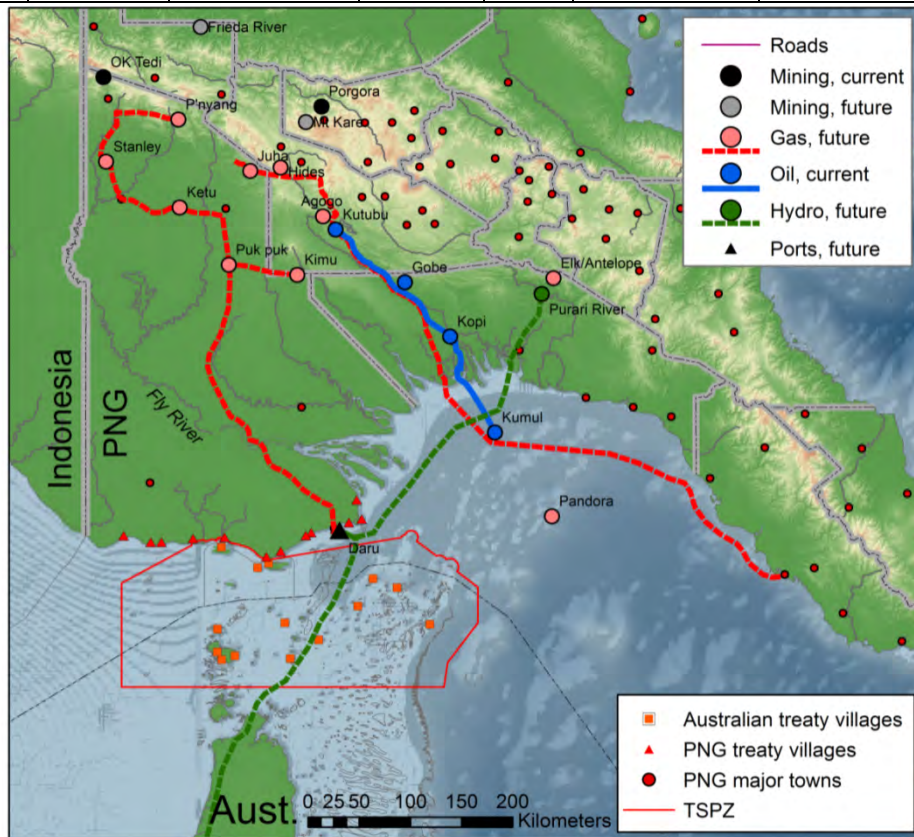 Frieda River
OK Tedi
Porgora
P'nyang
Mt Kare
Stanley
Juha
Hides
Ketu
Agogo
Kutubu
Puk puk
Kimu
Gobe
Elk/Antelope
Kopi
Purari River
Indonesia
PNG
Fly River
Kumul
Pandora
Daru
Aust.
0 25 50 100 150 200
Kilometers
Roads
Mining, current
Mining, future
Gas, future
Oil, current
Hydro, future
Ports, future
Australian treaty villages
PNG treaty villages
PNG major towns
TSPZ